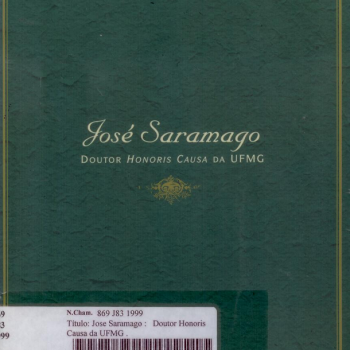 José Saramago
DOUTOR HONORIS CAUSA DA UFMG
N.Cham. 869 J83 1999
Título: Jose Saramago : Doutor Honoris
Causa da UFMG .